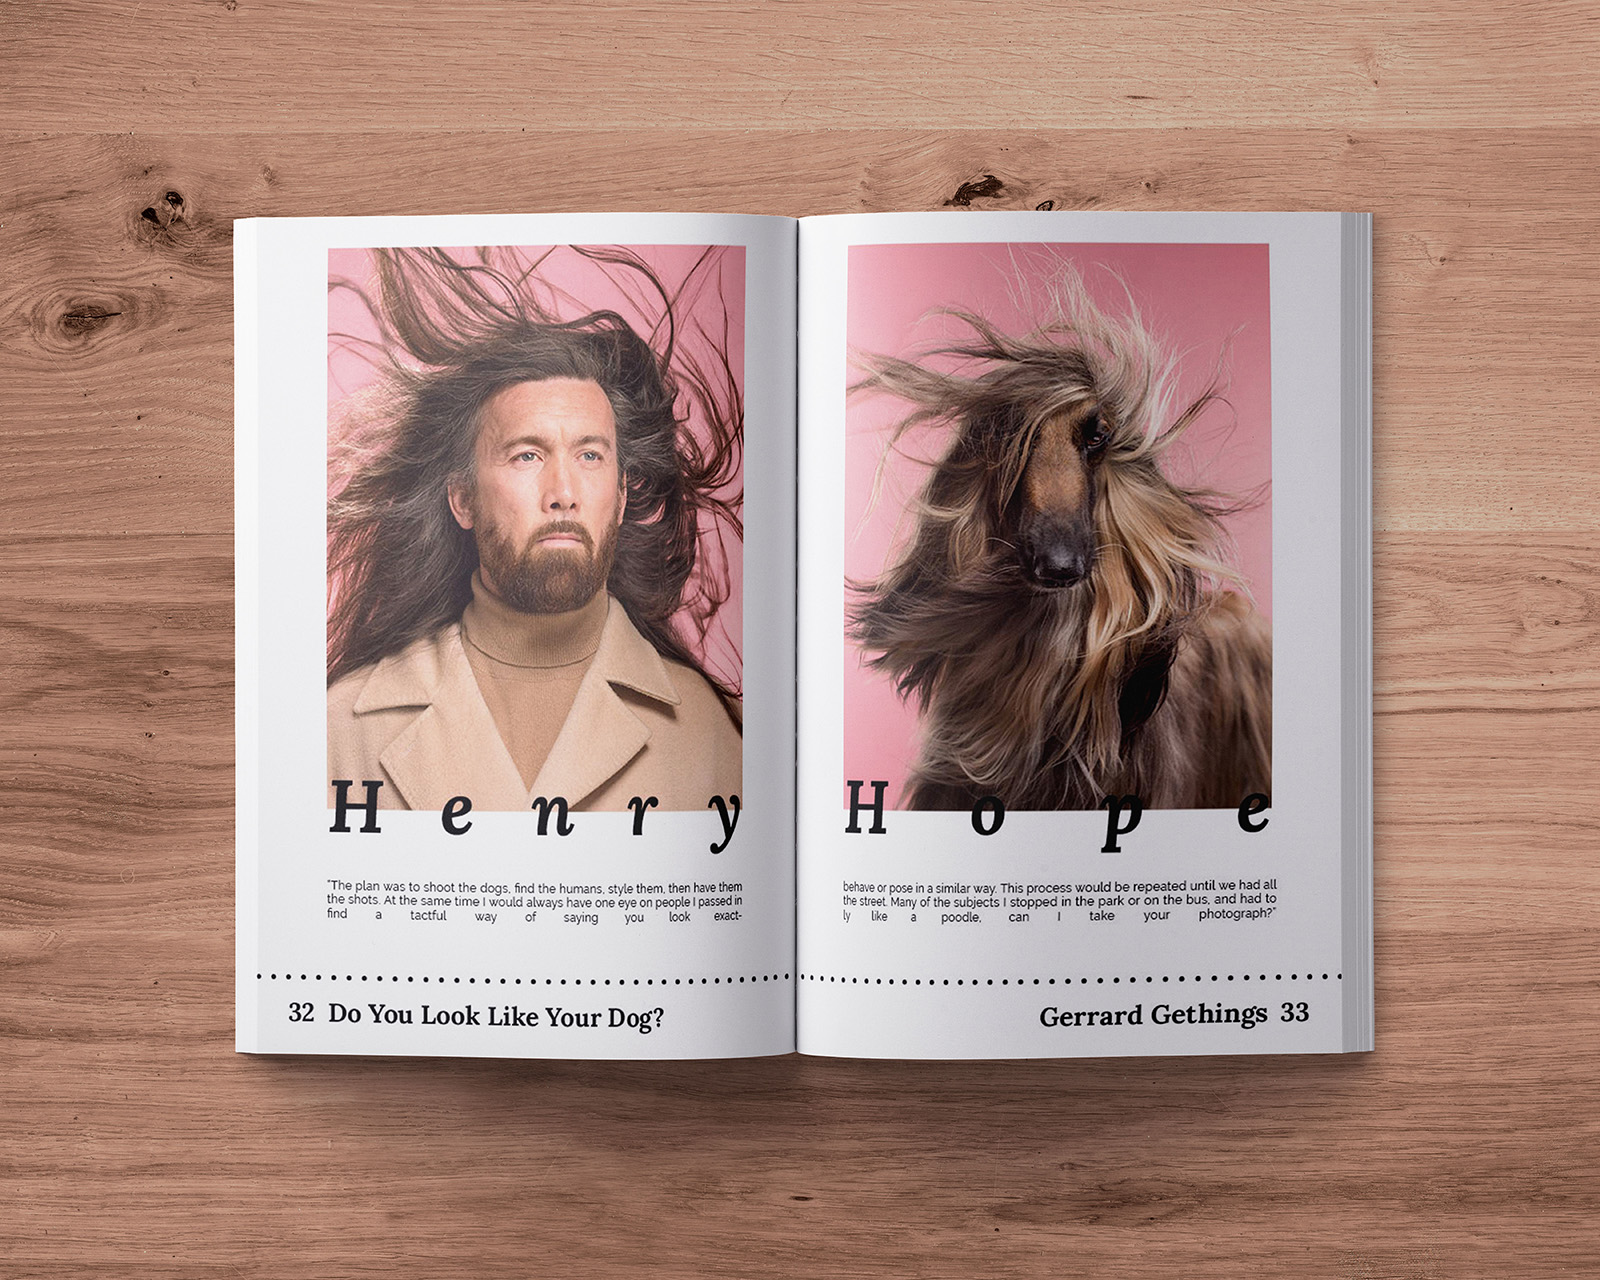 Henry
"The plan was to shoot the dogs, find the humans, style them, then have them
the shots. At the same time I would always have one eye on people I passed in
find a tactful way of saying you look exact-
32 Do You Look Like Your Dog?
Hope
behave or pose in a similar way. This process would be repeated until we had all
the street. Many of the subjects I stopped in the park or on the bus, and had to
ly like a poodle, can I take your photograph?"
Gerrard Gethings 33